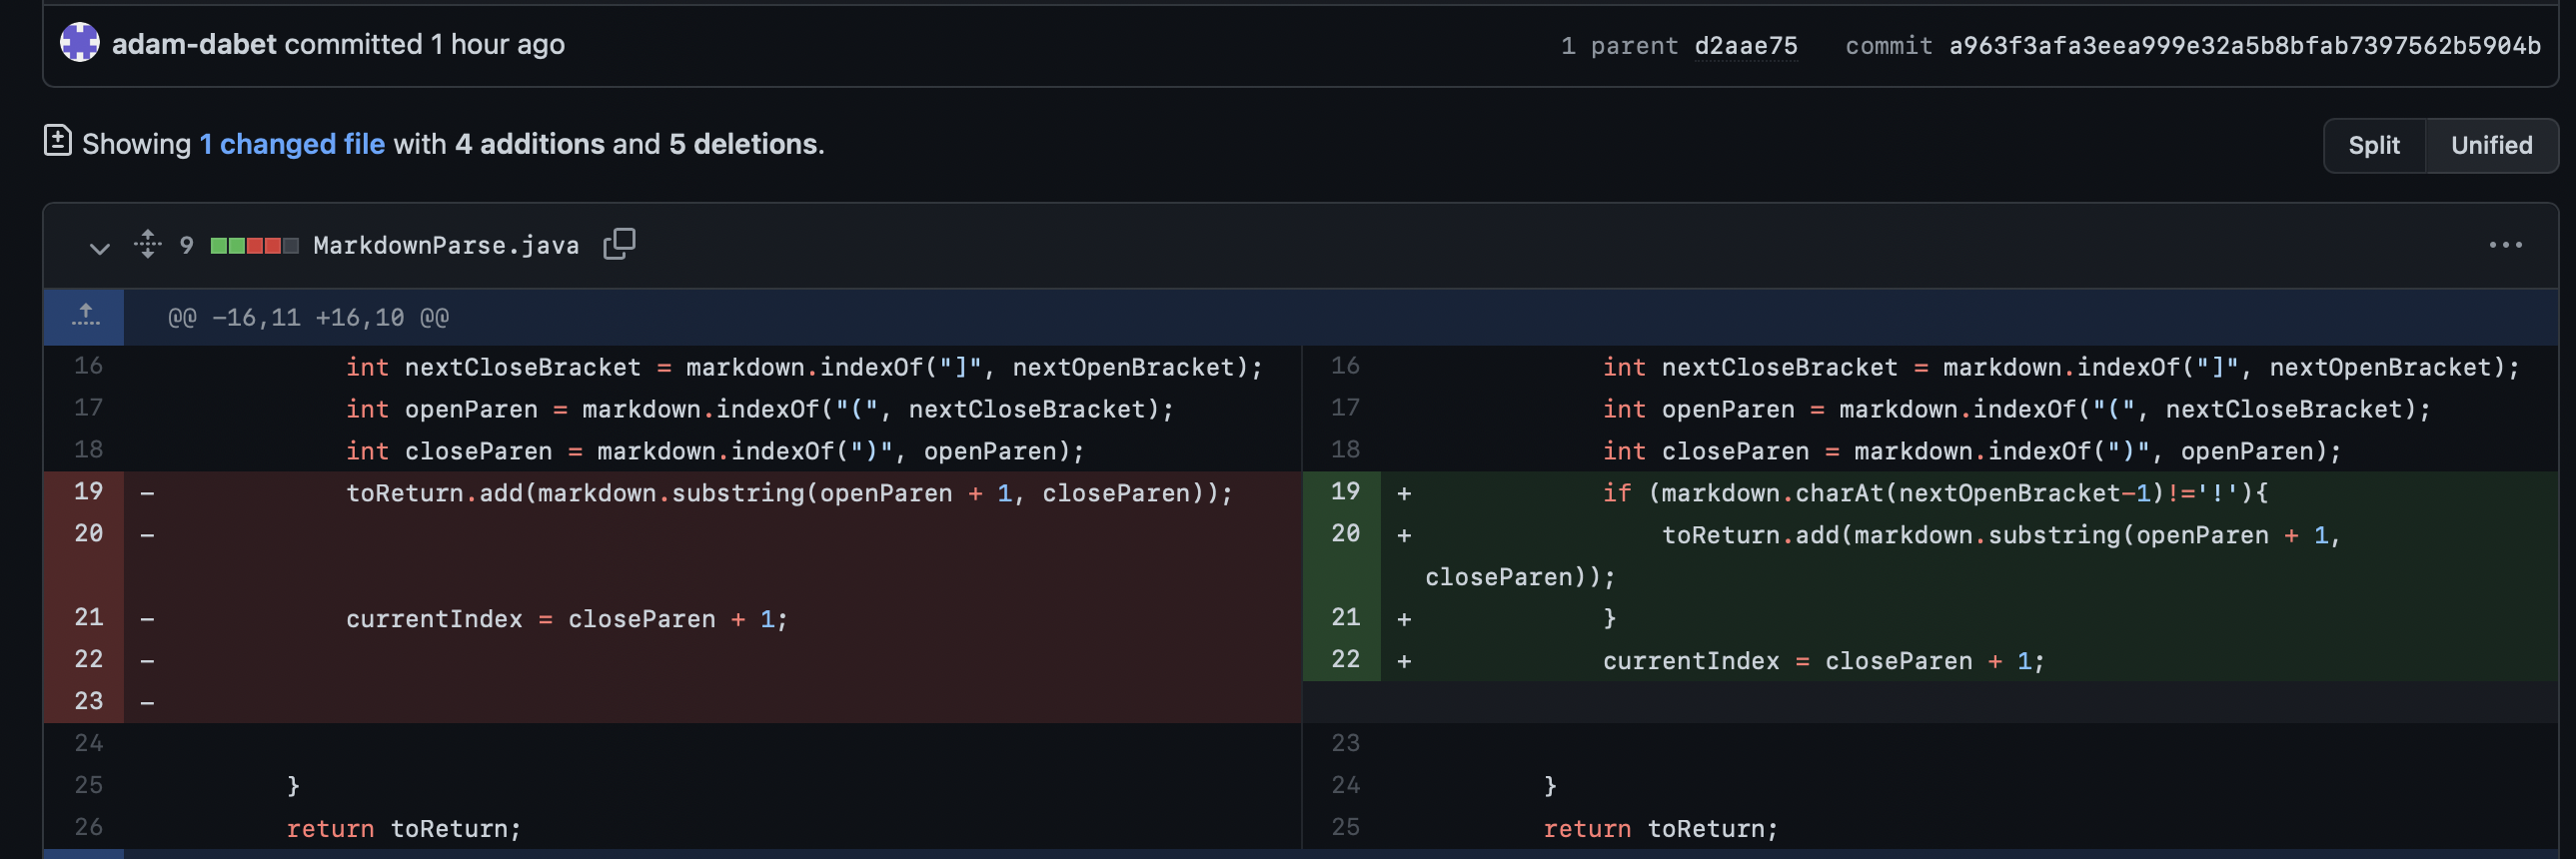 adam-dabet committed 1 hour ago 1 parent d2aae75 commit a963f3afa3eea999e32a5b8bfab7397562b5904b
Showing 1 changed file with 4 additions and 5 deletions. Split Unified
9 MarkdownParse.java
@@ -16,11 +16,10 @@
16 int nextCloseBracket = markdown.indexOf("]", nextOpenBracket); 16 int nextCloseBracket = markdown.indexOf("]", nextOpenBracket);
17 int openParen = markdown.indexOf("(", nextCloseBracket); 17 int openParen = markdown.indexOf("(", nextCloseBracket);
18 int closeParen = markdown.indexOf(")", openParen); 18 int closeParen = markdown.indexOf(")", openParen);
19 - toReturn.add(markdown.substring(openParen + 1, closeParen)); 19 + if (markdown.charAt(nextOpenBracket-1)!='!'){
20 - 20 + toReturn.add(markdown.substring(openParen + 1,
closeParen));
21 - currentIndex = closeParen + 1; 21 + }
22 - 22 + currentIndex = closeParen + 1;
23 -
24 23
25 } 24 }
26 return toReturn; 25 return toReturn;